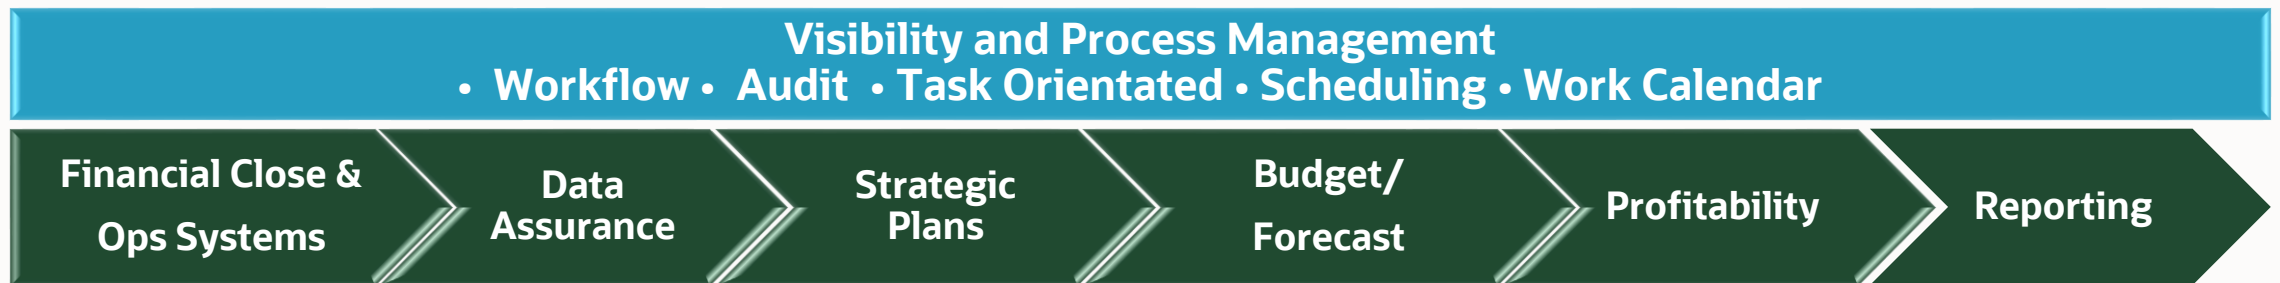 Visibility and Process Management
• Workflow • Audit • Task Orientated • Scheduling • Work Calendar
Financial Close &
Ops Systems
Data
Assurance
Strategic
Plans
Budget/
Forecast
Profitability
Reporting